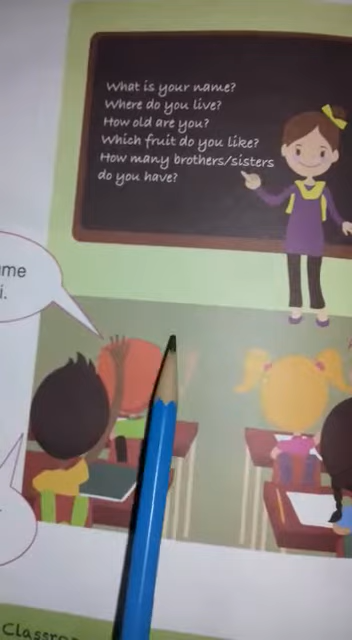 What is your name?
Where do you live?
How old are you?
Which fruit do you like?
How many brothers/sisters
do you have?